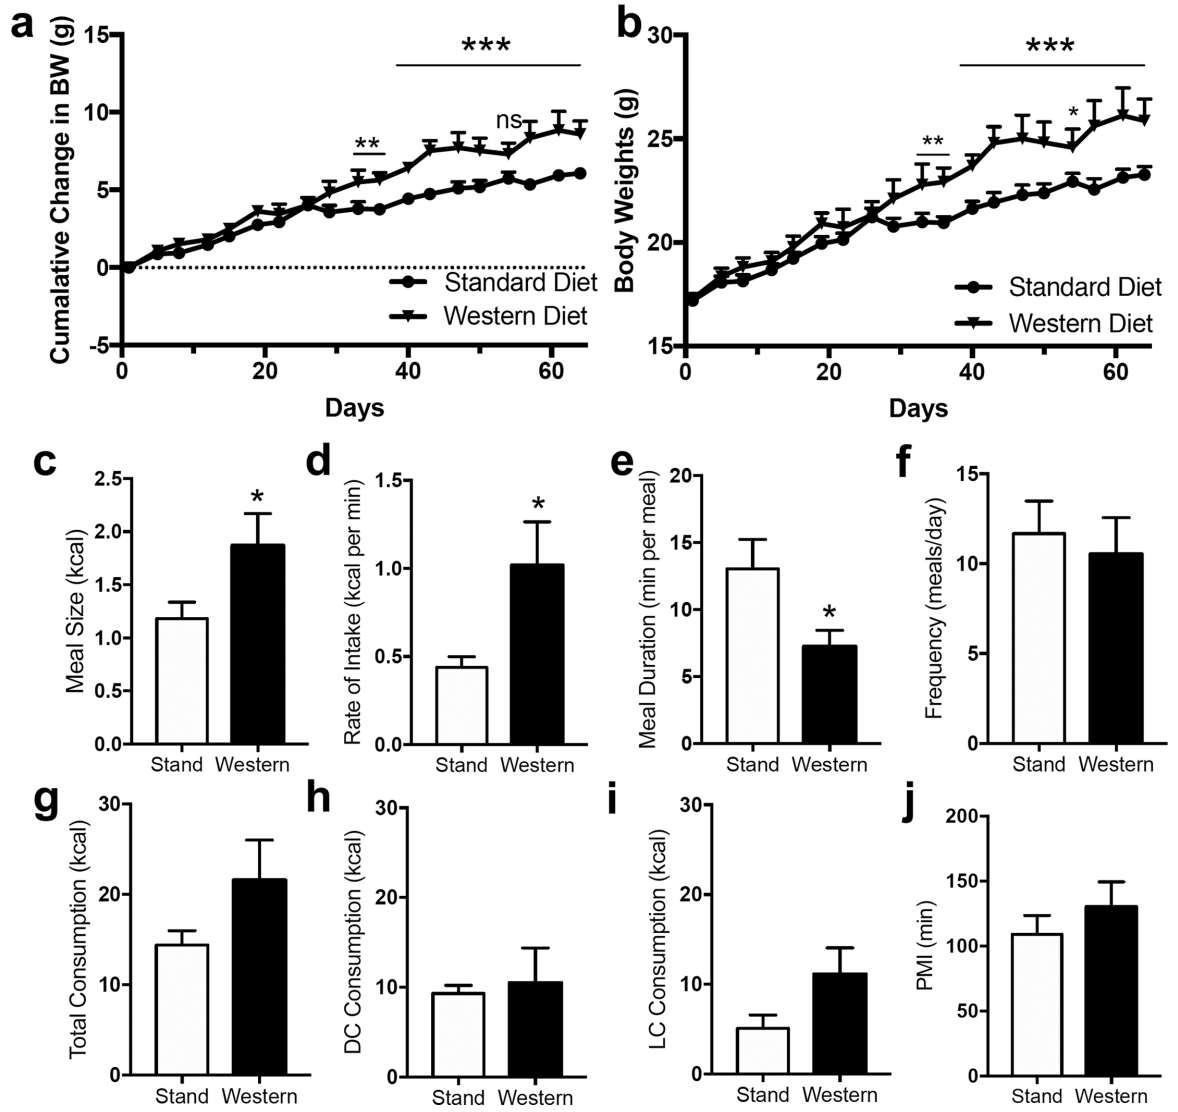 a
Cumalative Change in BW (g)
15
10
5
0
-5
0
20
40
60
Days
**
***
ns
Standard Diet
Western Diet
b
Body Weights (g)
30
25
20
15
0
20
40
60
Days
**
***
*
Standard Diet
Western Diet
c
Meal Size (kcal)
2.5
2.0
1.5
1.0
0.5
0.0
*
Stand Western
d
Rate of Intake (kcal per min)
1.5
1.0
0.5
0.0
*
Stand Western
e
Meal Duration (min per meal)
20
15
10
5
0
*
Stand Western
f
Frequency (meals/day)
15
10
5
0
Stand Western
g
Total Consumption (kcal)
30
20
10
0
Stand Western
h
DC Consumption (kcal)
30
20
10
0
Stand Western
i
LC Consumption (kcal)
30
20
10
0
Stand Western
j
PMI (min)
200
150
100
50
0
Stand Western